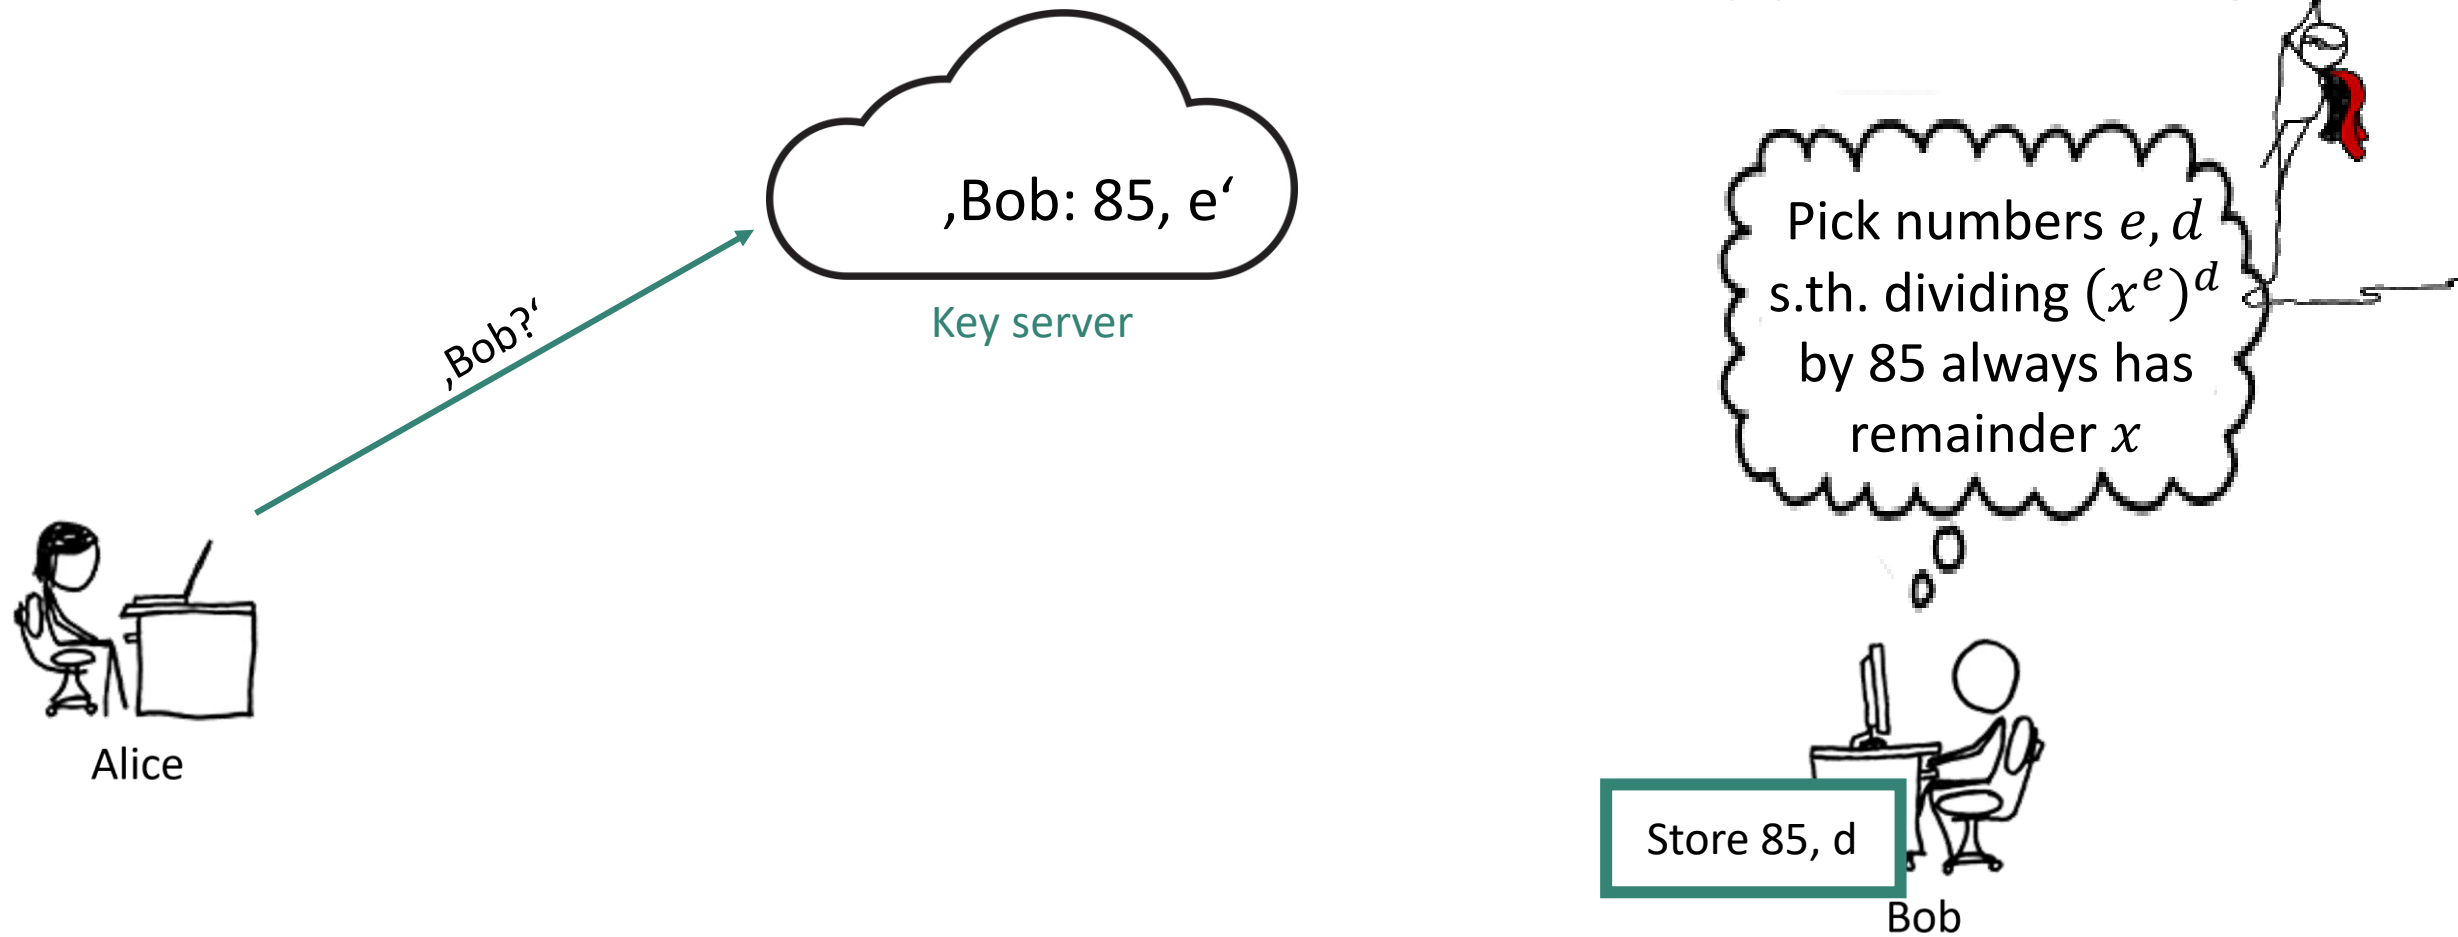 ‚Bob: 85, e‘
Key server
‚Bob?‘
Alice
Pick numbers e, d
s.th. dividing (x^e)^d
by 85 always has
remainder x
Store 85, d
Bob